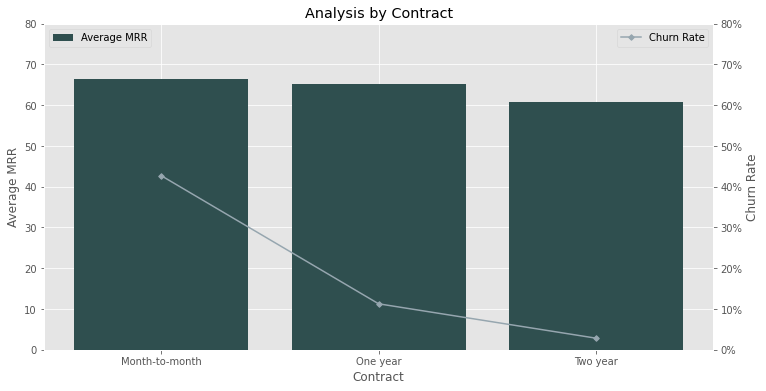 Analysis by Contract
Average MRR
Churn Rate
80
70
60
50
40
30
20
10
0
Average MRR
80%
70%
60%
50%
40%
30%
20%
10%
0%
Churn Rate
Month-to-month
One year
Two year
Contract